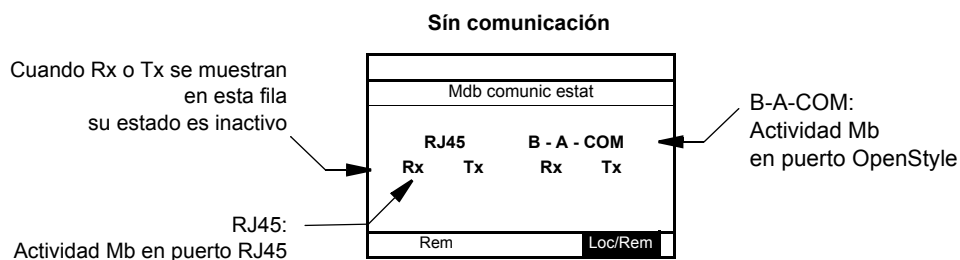 Sín comunicación
Cuando Rx o Tx se muestran
en esta fila
su estado es inactivo
Mdb comunic estat
RJ45 B - A - COM
Rx Tx Rx Tx
B-A-COM:
Actividad Mb
en puerto OpenStyle
RJ45:
Actividad Mb en puerto RJ45
Rem Loc/Rem